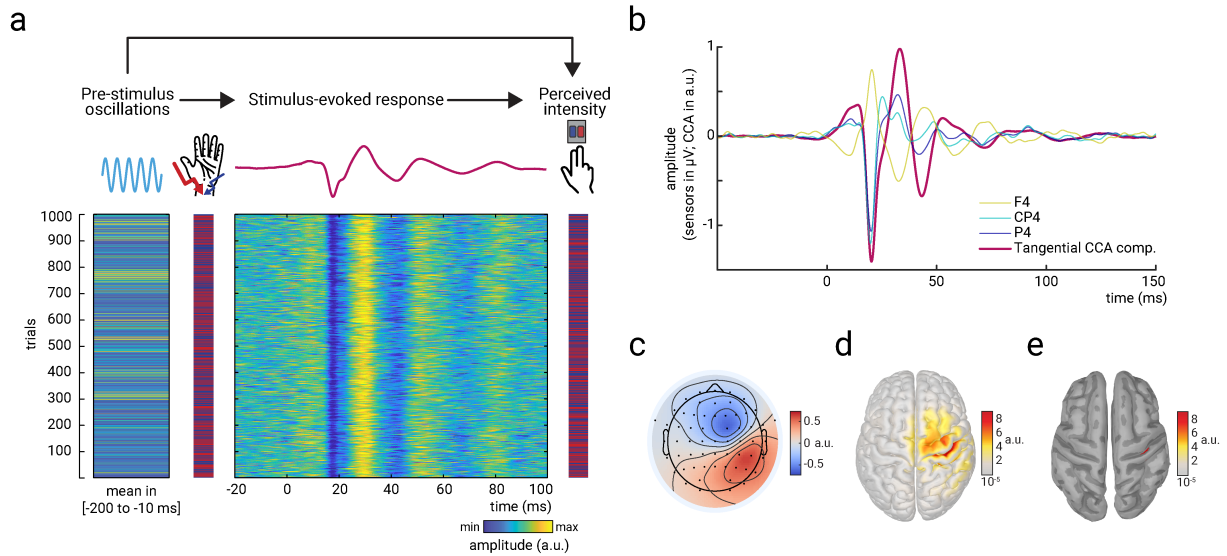 a
Pre-stimulus
oscillations
Stimulus-evoked response
Perceived
intensity
1000
900
800
700
600
500
400
300
200
100
trials
mean in
[-200 to -10 ms]
-20
0
20
40
60
80
100
time (ms)
min
max
amplitude (a.u.)
b
amplitude
(sensors in µV; CCA in a.u.)
1
0
-1
F4
CP4
P4
Tangential CCA comp.
0
50
100
150
time (ms)
c
0.5
0
-0.5
a.u.
d
8
6
4
2
10-5
a.u.
e
8
6
4
2
10-5
a.u.